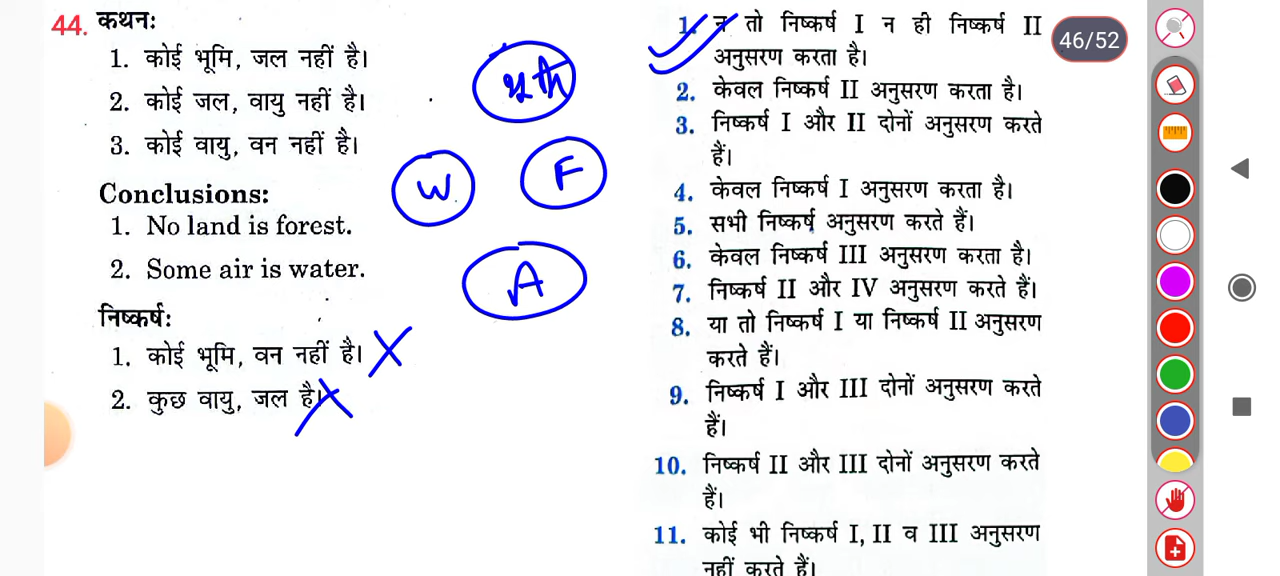 44. कथनः
1. कोई भूमि, जल नहीं है।
2. कोई जल, वायु नहीं है।
3. कोई वायु, वन नहीं है।
Conclusions:
1. No land is forest.
2. Some air is water.
निष्कर्षः
1. कोई भूमि, वन नहीं है।
2. कुछ वायु, जल है।
भूमि
W
F
A
1. न तो निष्कर्ष I न ही निष्कर्ष II
अनुसरण करता है।
2. केवल निष्कर्ष II अनुसरण करता है।
3. निष्कर्ष I और II दोनों अनुसरण करते
हैं।
4. केवल निष्कर्ष I अनुसरण करता है।
5. सभी निष्कर्ष अनुसरण करते हैं।
6. केवल निष्कर्ष III अनुसरण करता है।
7. निष्कर्ष II और IV अनुसरण करते हैं।
8. या तो निष्कर्ष I या निष्कर्ष II अनुसरण
करते हैं।
9. निष्कर्ष I और III दोनों अनुसरण करते
हैं।
10. निष्कर्ष II और III दोनों अनुसरण करते
हैं।
11. कोई भी निष्कर्ष I, II व III अनुसरण
नहीं करते हैं।
46/52